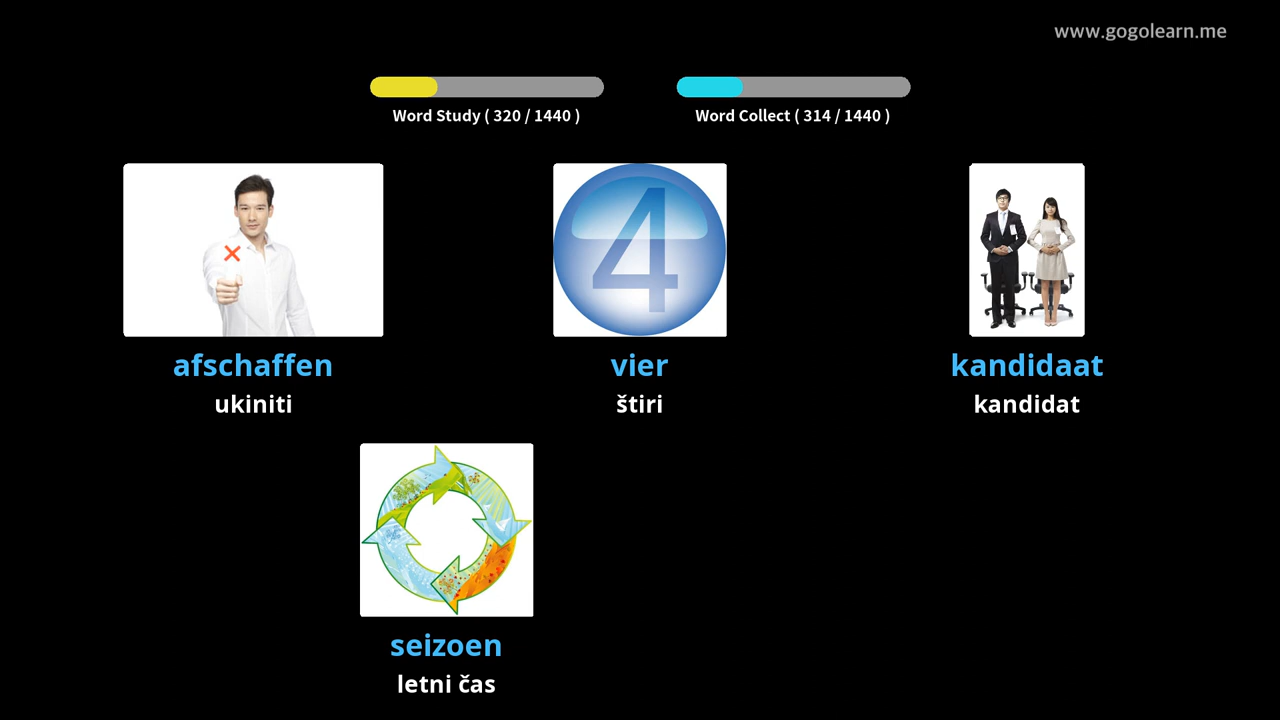 www.gogolearn.me
Word Study ( 320 / 1440 )
Word Collect ( 314 / 1440 )
4
afschaffen
ukiniti
vier
štiri
kandidaat
kandidat
seizoen
letni čas